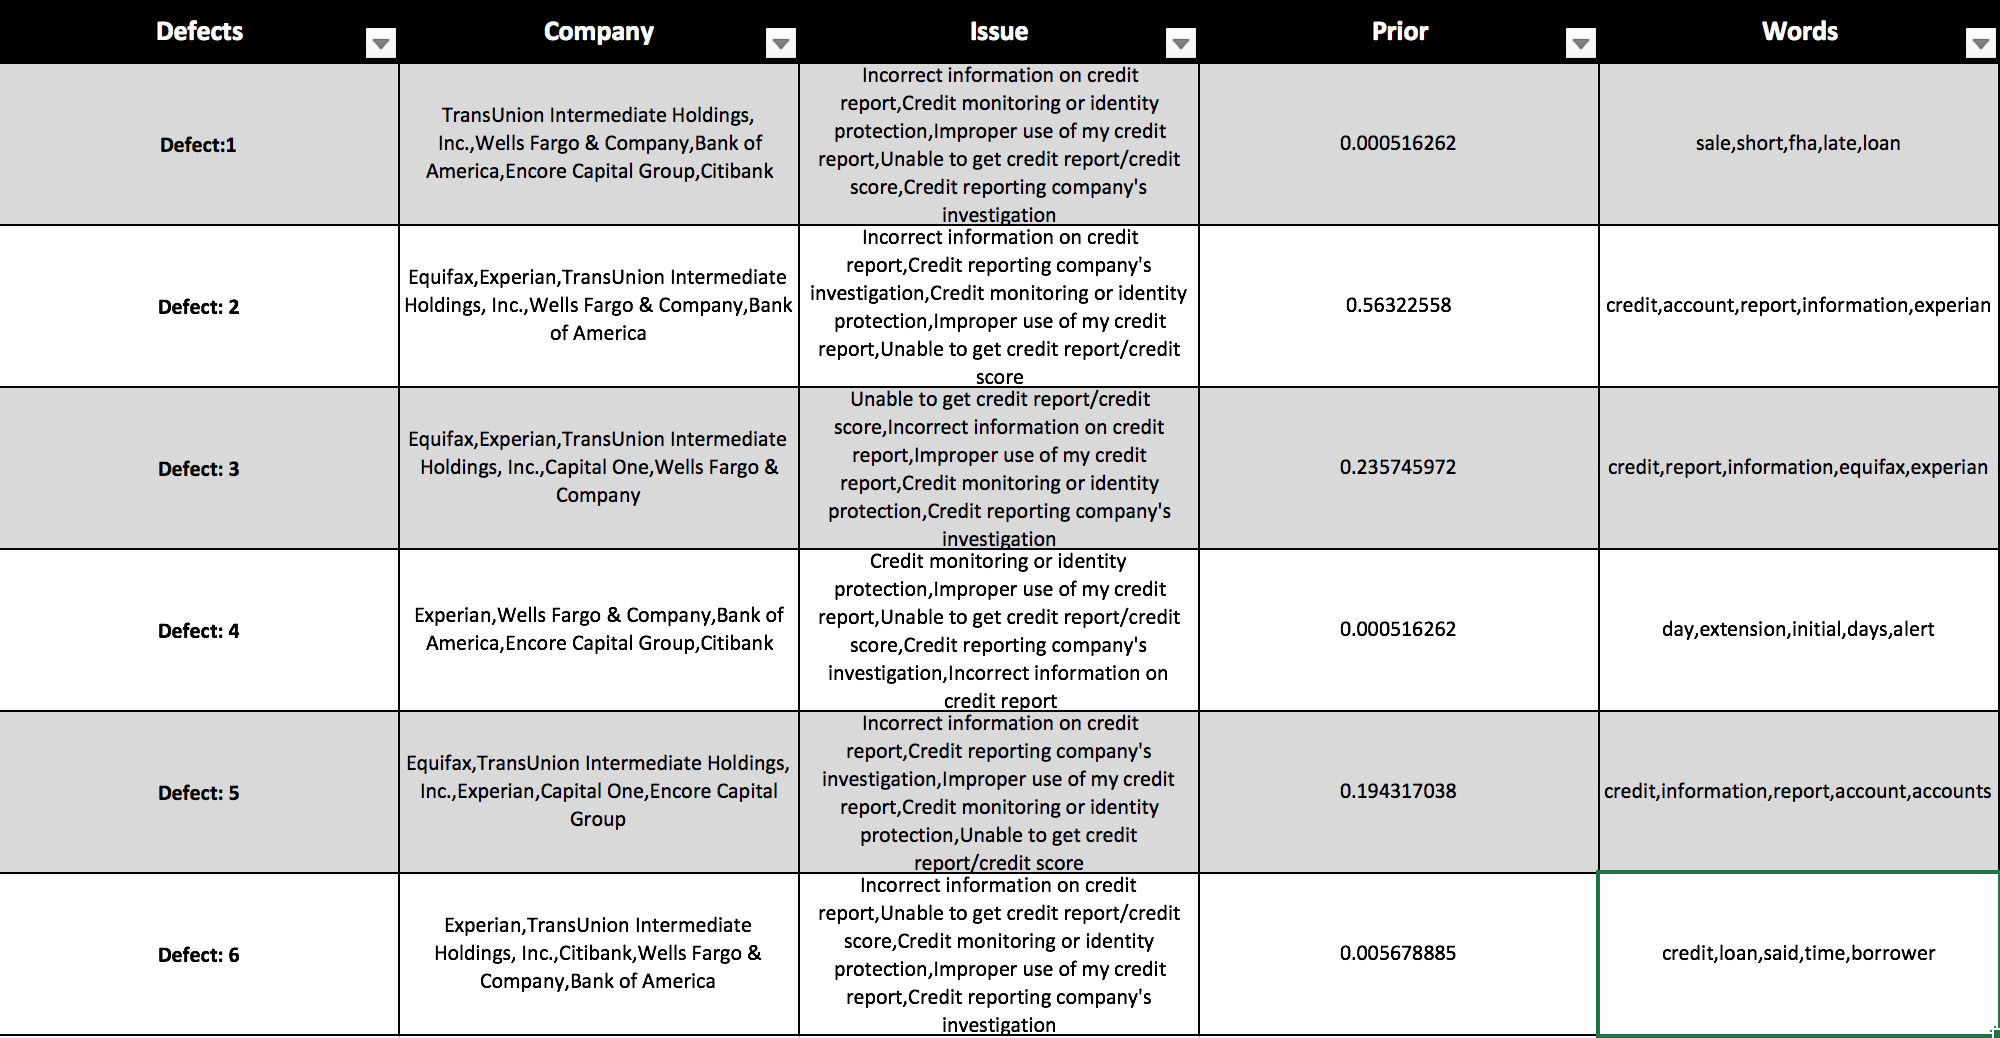 Defects Company Issue Prior Words
Defect:1
TransUnion Intermediate Holdings,
Inc.,Wells Fargo & Company,Bank of
America,Encore Capital Group,Citibank
Incorrect information on credit
report,Credit monitoring or identity
protection,Improper use of my credit
report,Unable to get credit report/credit
score,Credit reporting company's
investigation
0.000516262
sale,short,fha,late,loan
Defect: 2
Equifax,Experian,TransUnion Intermediate
Holdings, Inc.,Wells Fargo & Company,Bank
of America
Incorrect information on credit
report,Credit reporting company's
investigation,Credit monitoring or identity
protection,Improper use of my credit
report,Unable to get credit report/credit
score
0.56322558
credit,account,report,information,experian
Defect: 3
Equifax,Experian,TransUnion Intermediate
Holdings, Inc.,Capital One,Wells Fargo &
Company
Unable to get credit report/credit
score,Incorrect information on credit
report,Improper use of my credit
report,Credit monitoring or identity
protection,Credit reporting company's
investigation
0.235745972
credit,report,information,equifax,experian
Defect: 4
Experian,Wells Fargo & Company,Bank of
America,Encore Capital Group,Citibank
Credit monitoring or identity
protection,Improper use of my credit
report,Unable to get credit report/credit
score,Credit reporting company's
investigation,Incorrect information on
credit report
0.000516262
day,extension,initial,days,alert
Defect: 5
Equifax,TransUnion Intermediate Holdings,
Inc.,Experian,Capital One,Encore Capital
Group
Incorrect information on credit
report,Credit reporting company's
investigation,Improper use of my credit
report,Credit monitoring or identity
protection,Unable to get credit
report/credit score
0.194317038
credit,information,report,account,accounts
Defect: 6
Experian,TransUnion Intermediate
Holdings, Inc.,Citibank,Wells Fargo &
Company,Bank of America
Incorrect information on credit
report,Unable to get credit report/credit
score,Credit monitoring or identity
protection,Improper use of my credit
report,Credit reporting company's
investigation
0.005678885
credit,loan,said,time,borrower